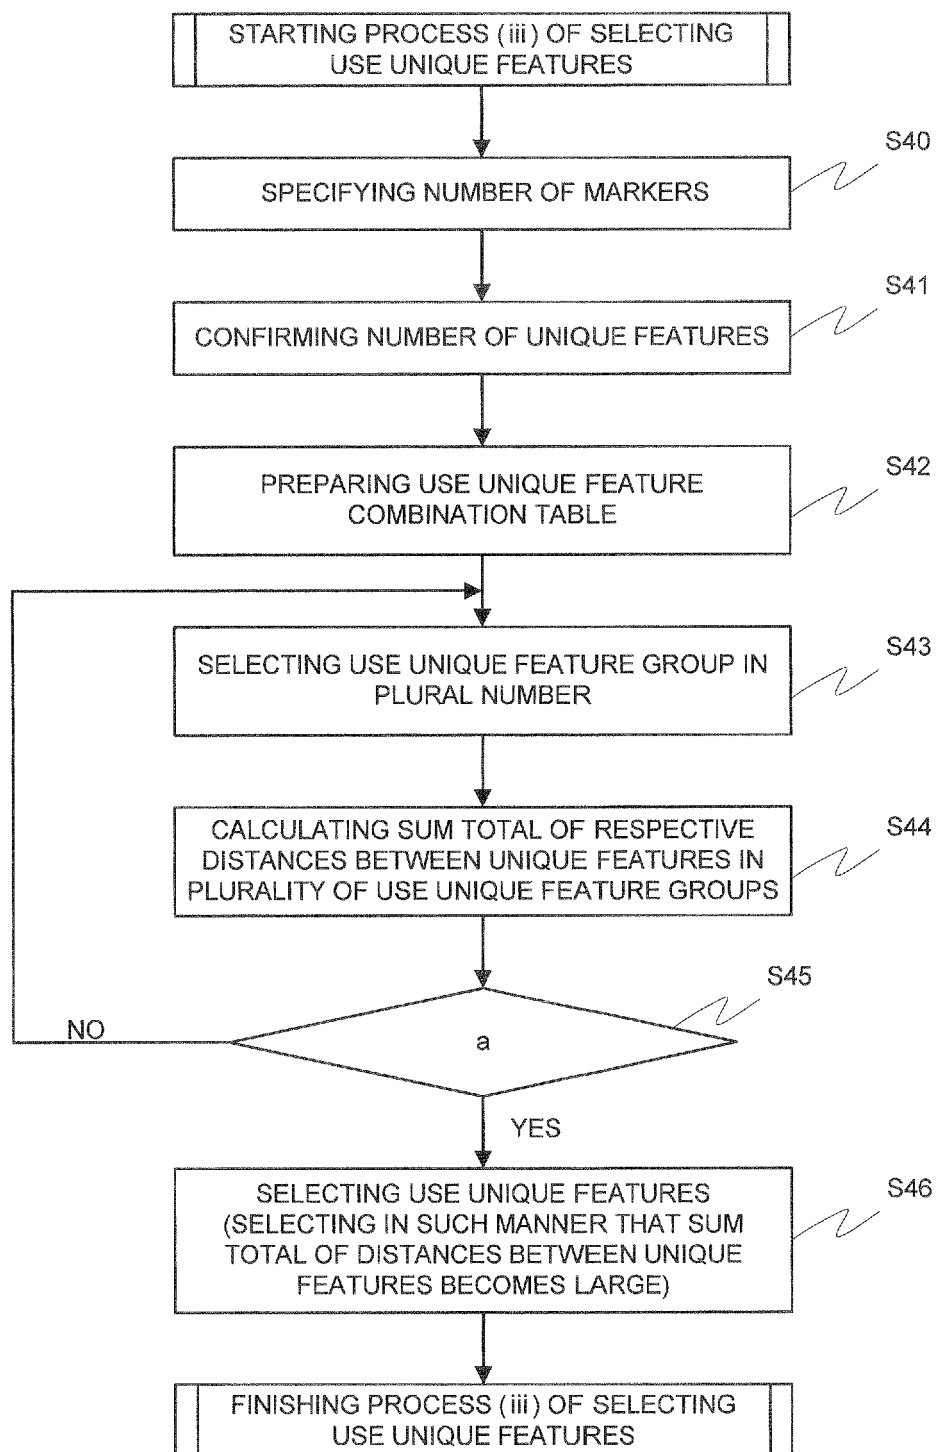 STARTING PROCESS (iii) OF SELECTING
USE UNIQUE FEATURES
S40
SPECIFYING NUMBER OF MARKERS
S41
CONFIRMING NUMBER OF UNIQUE FEATURES
S42
PREPARING USE UNIQUE FEATURE
COMBINATION TABLE
S43
SELECTING USE UNIQUE FEATURE GROUP IN
PLURAL NUMBER
S44
CALCULATING SUM TOTAL OF RESPECTIVE
DISTANCES BETWEEN UNIQUE FEATURES IN
PLURALITY OF USE UNIQUE FEATURE GROUPS
S45
NO
a
YES
S46
SELECTING USE UNIQUE FEATURES
(SELECTING IN SUCH MANNER THAT SUM
TOTAL OF DISTANCES BETWEEN UNIQUE
FEATURES BECOMES LARGE)
FINISHING PROCESS (iii) OF SELECTING
USE UNIQUE FEATURES